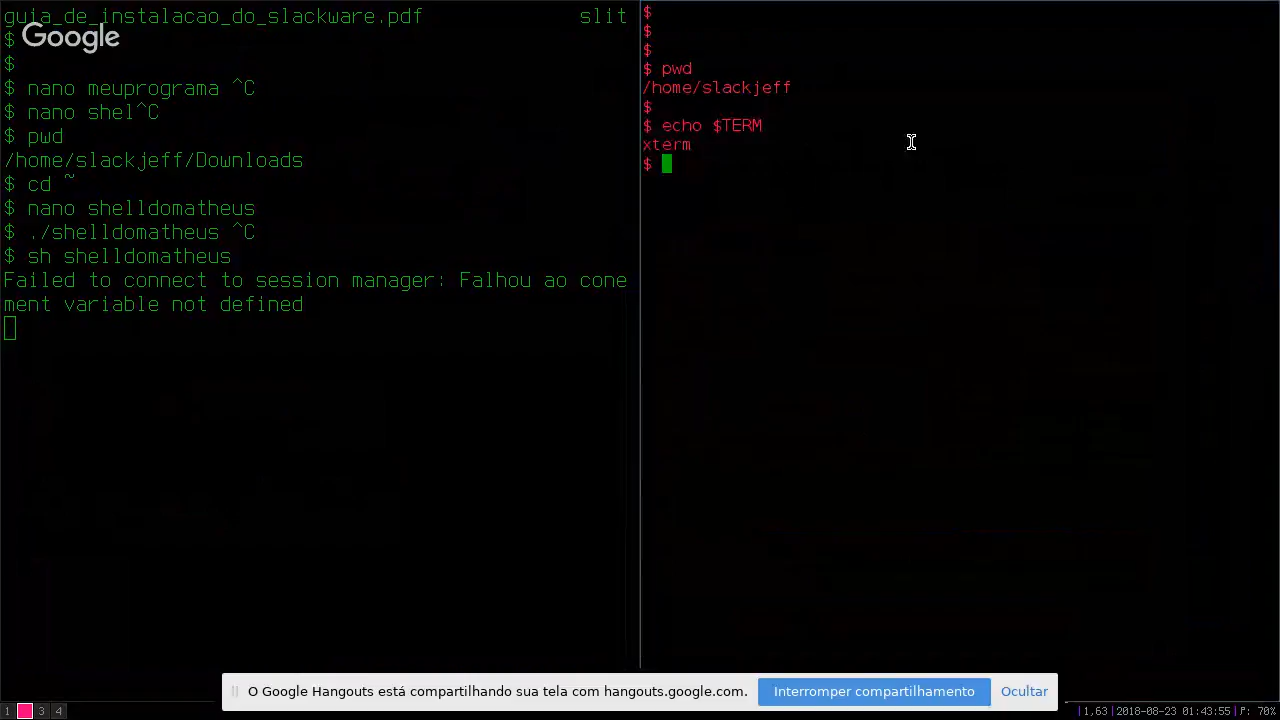 guia_de_instalacao_do_slackware.pdf slit
Google
$
$
$ nano meuprograma ^C
$ nano shel^C
$ pwd
/home/slackjeff/Downloads
$ cd ~
$ nano shelldomatheus
$ ./shelldomatheus ^C
$ sh shelldomatheus
Failed to connect to session manager: Falhou ao cone
ment variable not defined
$
$
$
$ pwd
/home/slackjeff
$
$ echo $TERM
xterm
$
O Google Hangouts está compartilhando sua tela com hangouts.google.com.
Interromper compartilhamento
Ocultar
1 3 4
|1,63|2018-08-23 01:43:55|P: 70%